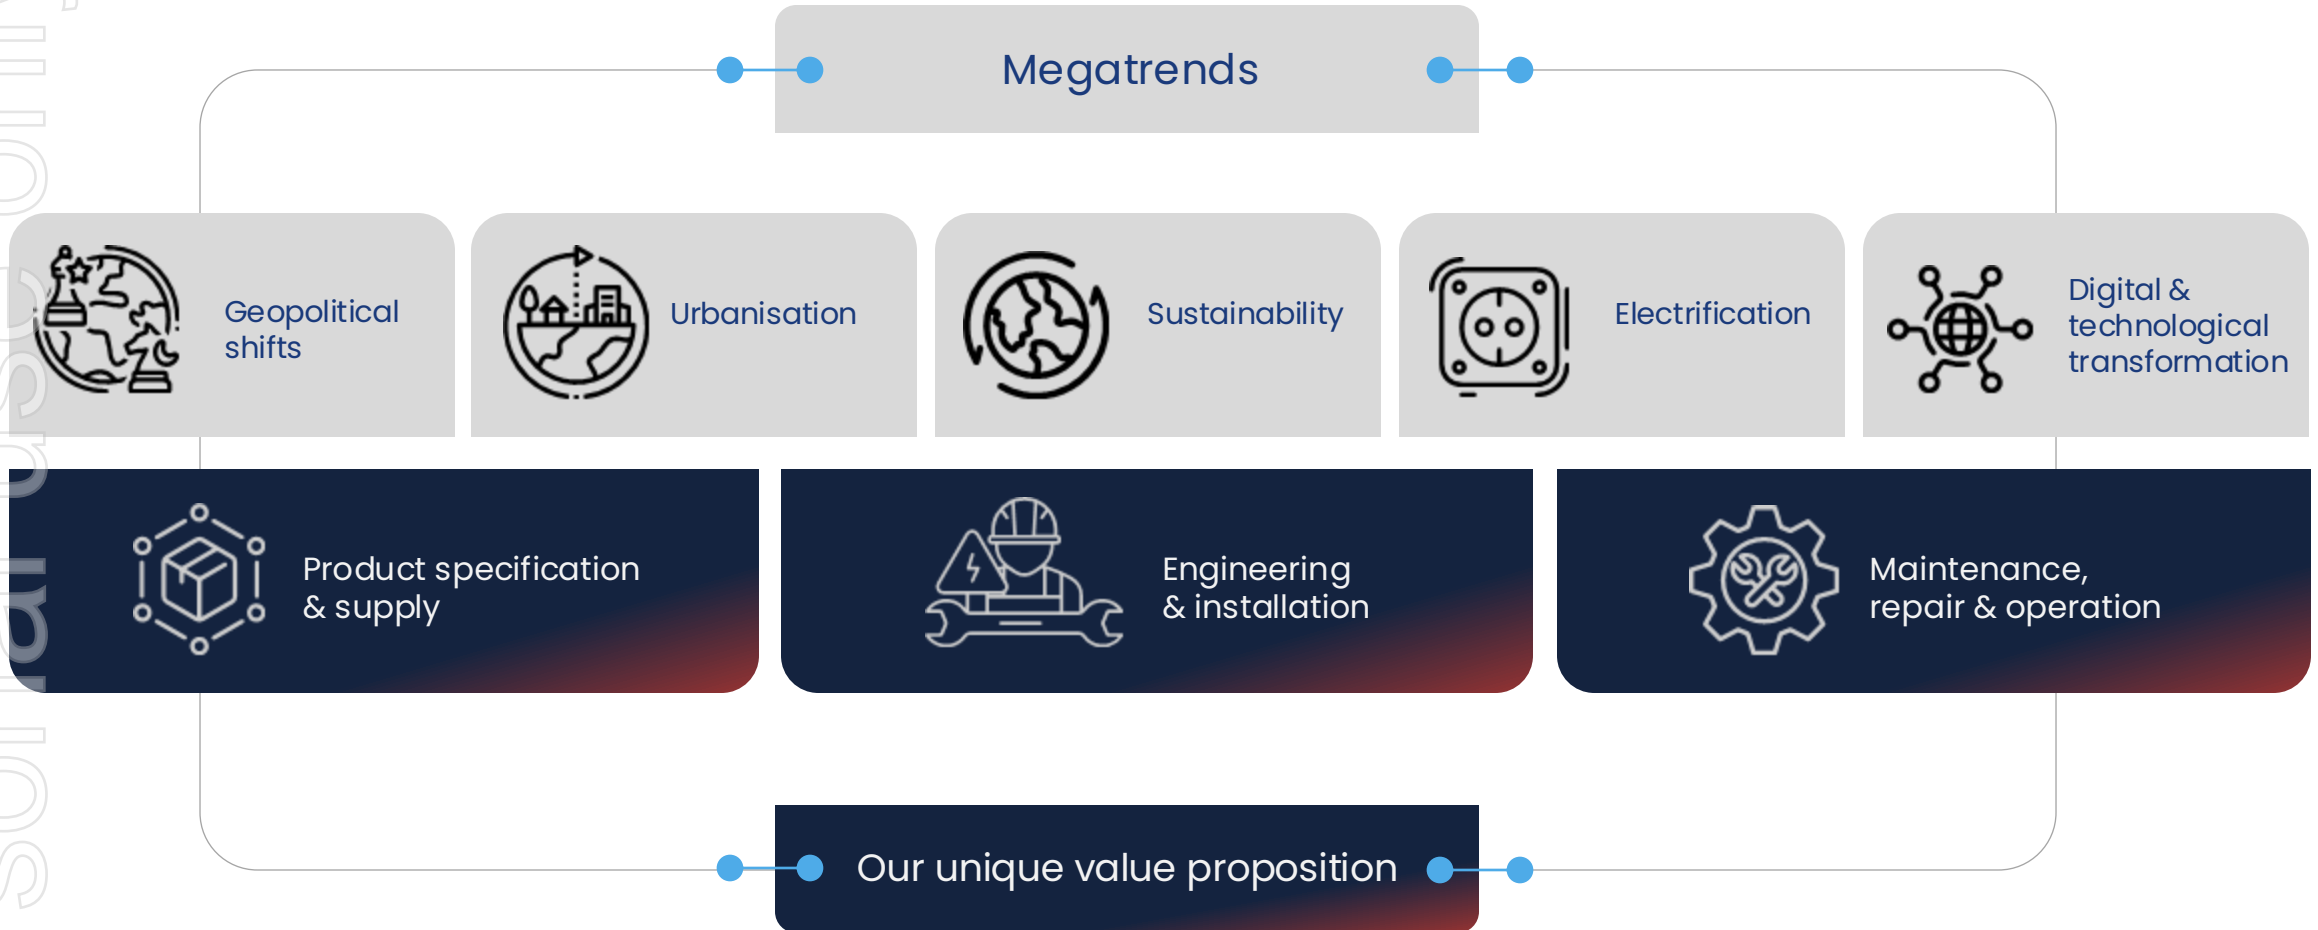 Megatrends
Geopolitical
shifts
Urbanisation
Sustainability
Electrification
Digital &
technological
transformation
Product specification
& supply
Engineering
& installation
Maintenance,
repair & operation
Our unique value proposition